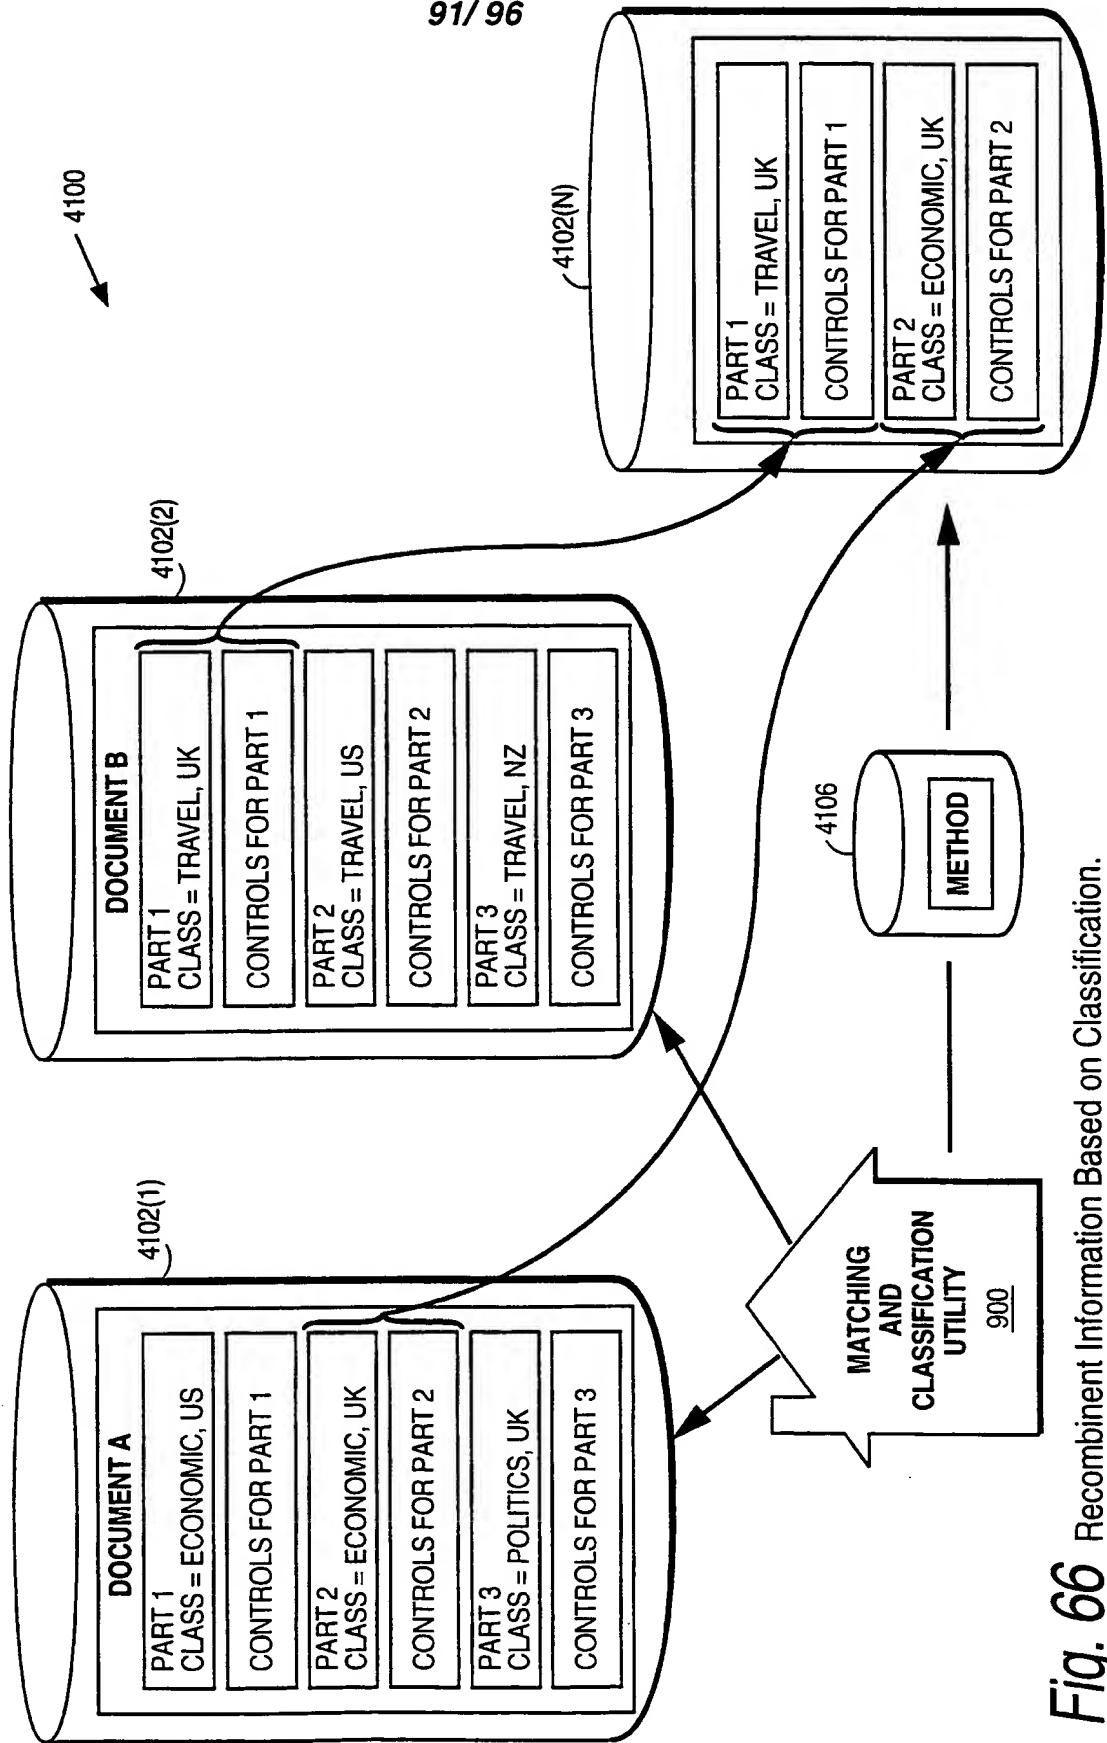 91/96
4100
4102(1)
DOCUMENT A
PART 1
CLASS = ECONOMIC, US
CONTROLS FOR PART 1
PART 2
CLASS = ECONOMIC, UK
CONTROLS FOR PART 2
PART 3
CLASS = POLITICS, UK
CONTROLS FOR PART 3
4102(2)
DOCUMENT B
PART 1
CLASS = TRAVEL, UK
CONTROLS FOR PART 1
PART 2
CLASS = TRAVEL, US
CONTROLS FOR PART 2
PART 3
CLASS = TRAVEL, NZ
CONTROLS FOR PART 3
4102(N)
PART 1
CLASS = TRAVEL, UK
CONTROLS FOR PART 1
PART 2
CLASS = ECONOMIC, UK
CONTROLS FOR PART 2
MATCHING
AND
CLASSIFICATION
UTILITY
900
4106
METHOD
Fig. 66 Recombinent Information Based on Classification.